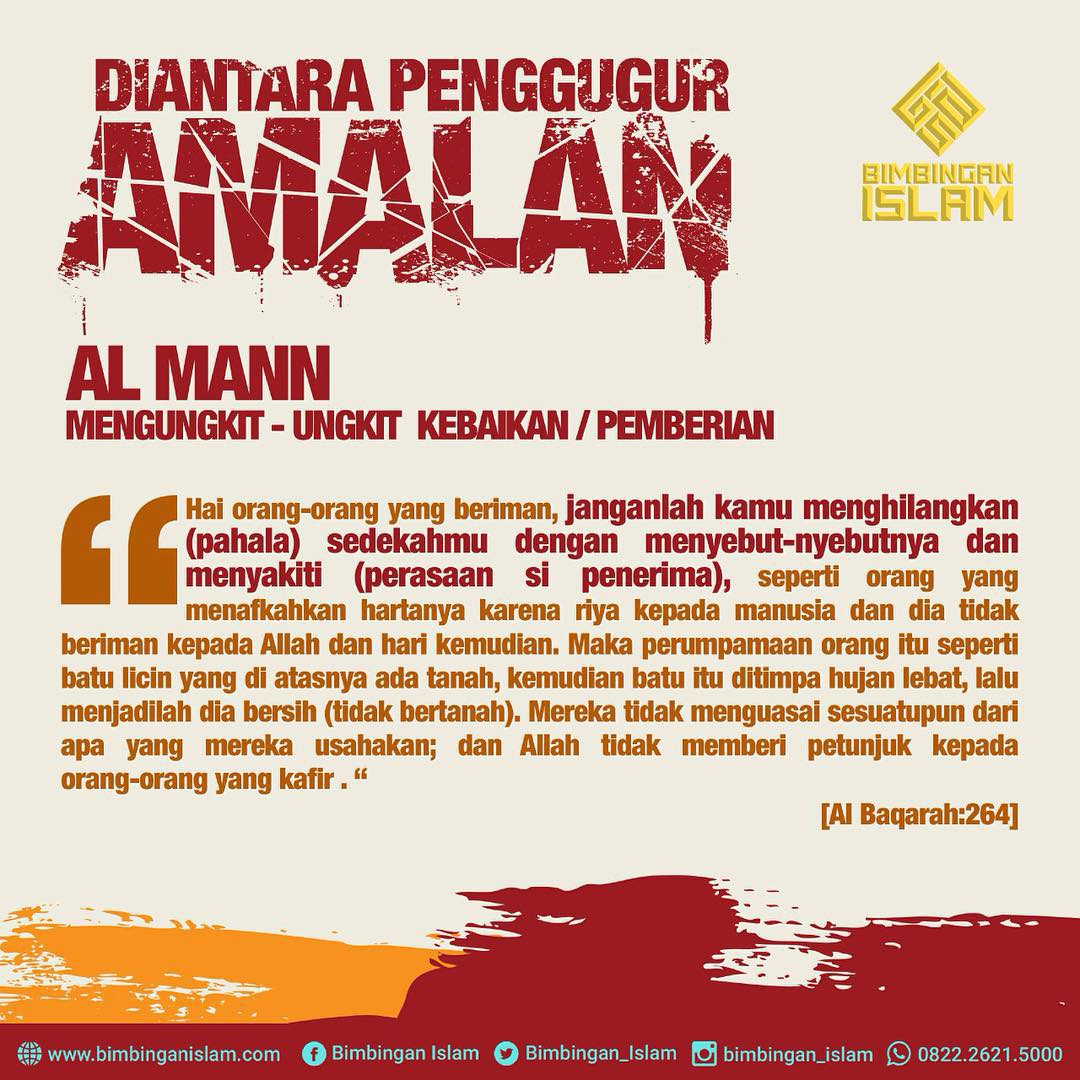 DIANTARA PENGGUGUR
AMALAN
BIMBINGAN
ISLAM
AL MANN
MENGUNGKIT - UNGKIT KEBAIKAN / PEMBERIAN
“ Hai orang-orang yang beriman, janganlah kamu menghilangkan
(pahala) sedekahmu dengan menyebut-nyebutnya dan
menyakiti (perasaan si penerima), seperti orang yang
menafkahkan hartanya karena riya kepada manusia dan dia tidak
beriman kepada Allah dan hari kemudian. Maka perumpamaan orang itu seperti
batu licin yang di atasnya ada tanah, kemudian batu itu ditimpa hujan lebat, lalu
menjadilah dia bersih (tidak bertanah). Mereka tidak menguasai sesuatupun dari
apa yang mereka usahakan; dan Allah tidak memberi petunjuk kepada
orang-orang yang kafir . “
[Al Baqarah:264]
www.bimbinganislam.com Bimbingan Islam Bimbingan_Islam bimbingan_islam 0822.2621.5000